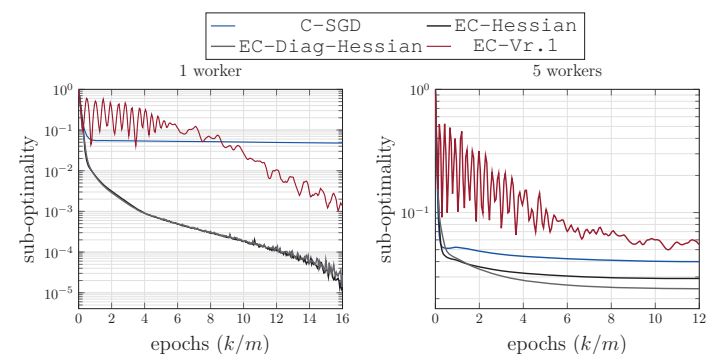 C-SGD EC-Hessian
EC-Diag-Hessian EC-Vr.1
1 worker
5 workers
sub-optimality
10^0
10^−1
10^−2
10^−3
10^−4
10^−5
0 2 4 6 8 10 12 14 16
epochs (k/m)
sub-optimality
10^0
10^−1
0 2 4 6 8 10 12
epochs (k/m)